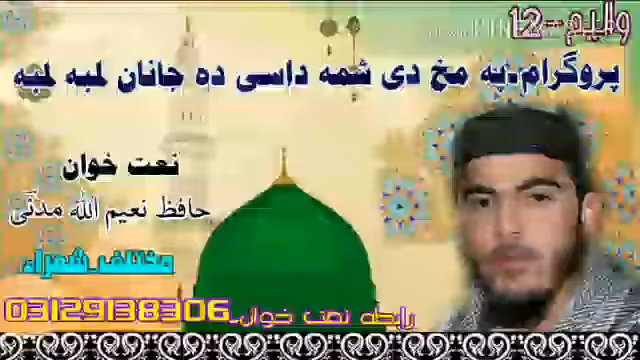 والیم-12
پروگرام.په مخ دی شمه داسی ده جانان لمبه لمبه
نعت خوان
حافظ نعیم اللہ مدنی
مختلف شعراء
رابطه نعت خوان۔03129138306